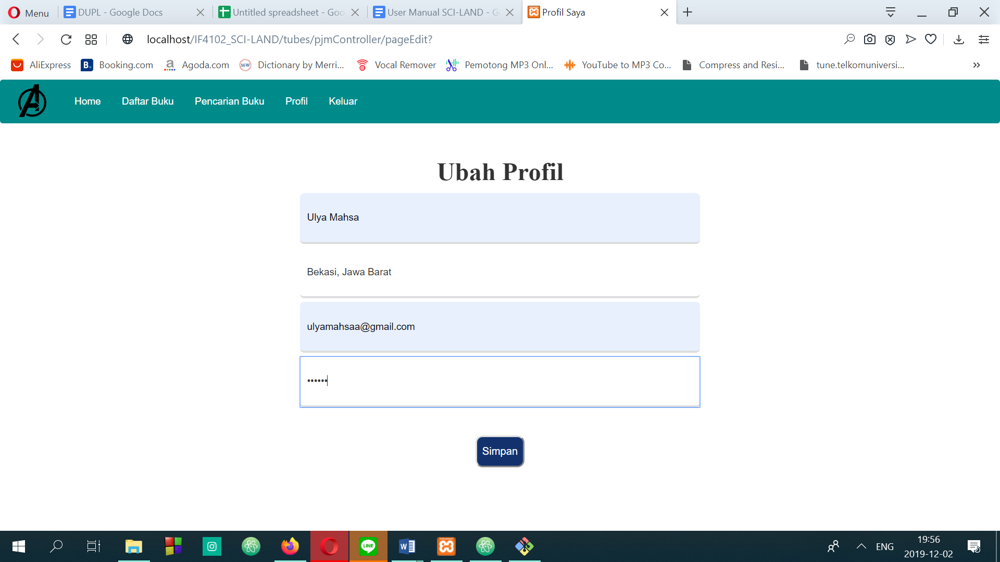 Menu
DUPL - Google Docs
Untitled spreadsheet - Goo
User Manual SCI-LAND - G
Profil Saya
localhost/IF4102_SCI-LAND/tubes/pjmController/pageEdit?
AliExpress
B.
Booking.com
a
Agoda.com
M-W
Dictionary by Merri...
Vocal Remover
Pemotong MP3 Onl...
YouTube to MP3 Co...
Compress and Resi...
tune.telkomuniversi...
Home
Daftar Buku
Pencarian Buku
Profil
Keluar
Ubah Profil
Ulya Mahsa
Bekasi, Jawa Barat
ulyamahsaa@gmail.com
••••••
Simpan
LINE
W
ENG
19:56
2019-12-02